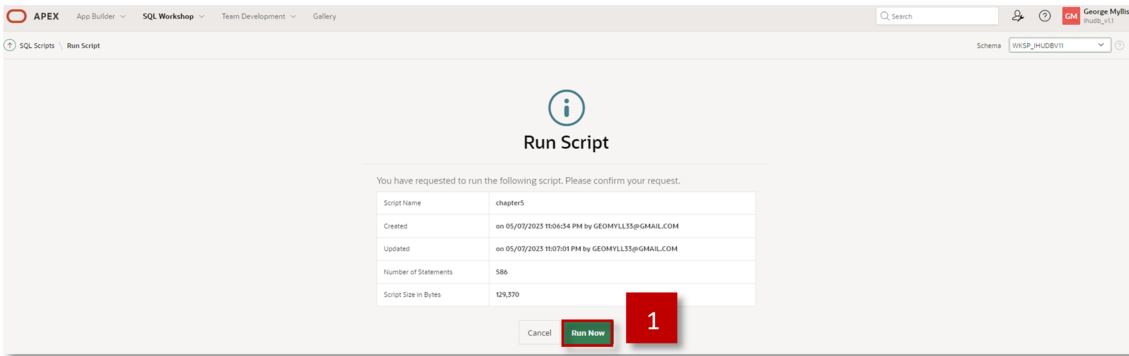 APEX App Builder SQL Workshop Team Development Gallery Search GM George Myllis
ihudb_v11
SQL Scripts \ Run Script Schema WKSP_IHUDBV11
Run Script
You have requested to run the following script. Please confirm your request.
Script Name chapter5
Created on 05/07/2023 11:06:34 PM by GEOMYLL33@GMAIL.COM
Updated on 05/07/2023 11:07:01 PM by GEOMYLL33@GMAIL.COM
Number of Statements 586
Script Size in Bytes 129,370
Cancel Run Now 1